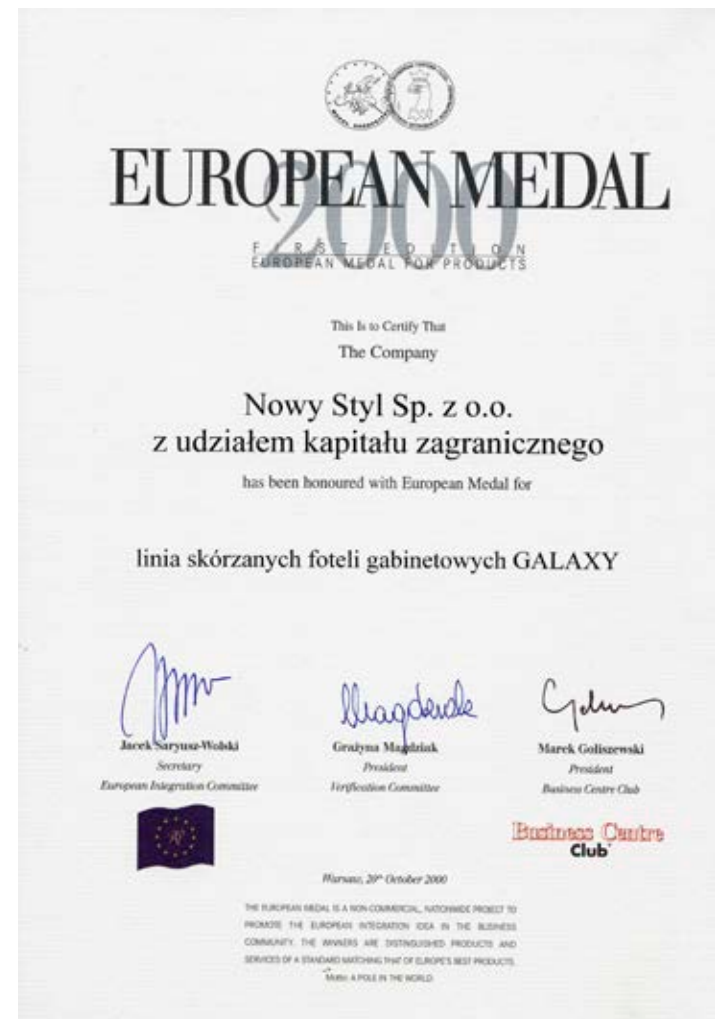 EUROPEAN MEDAL
2000
FIRST EDITION
EUROPEAN MEDAL FOR PRODUCTS
This Is to Certify That
The Company
Nowy Styl Sp. z o.o.
z udziałem kapitału zagranicznego
has been honoured with European Medal for
linia skórzanych foteli gabinetowych GALAXY
Jacek Saryusz-Wolski
Secretary
European Integration Committee
Grażyna Magdziak
President
Verification Committee
Marek Goliszewski
President
Business Centre Club
Business Centre
Club
Warsaw, 20th October 2000
THE EUROPEAN MEDAL IS A NON-COMMERCIAL, NATIONWIDE PROJECT TO
PROMOTE THE EUROPEAN INTEGRATION IDEA IN THE BUSINESS
COMMUNITY. THE WINNERS ARE DISTINGUISHED PRODUCTS AND
SERVICES OF A STANDARD MATCHING THAT OF EUROPE'S BEST PRODUCTS.
Motto: A POLE IN THE WORLD.